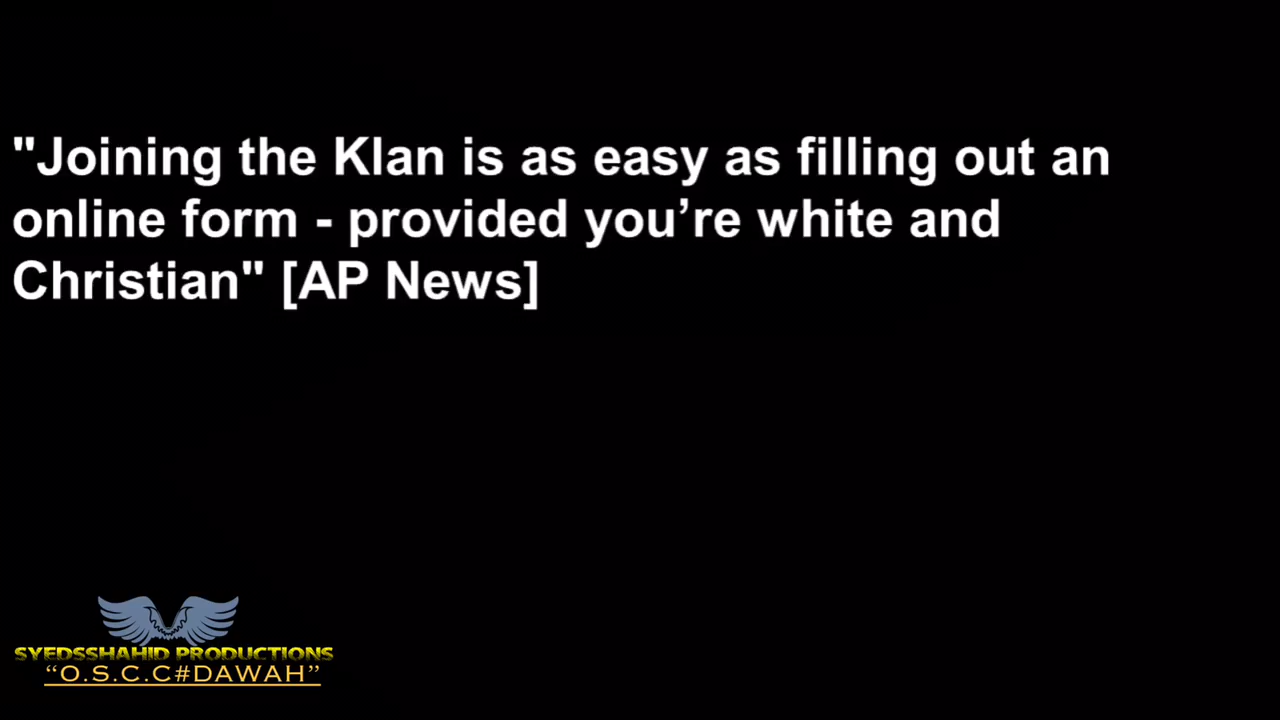 "Joining the Klan is as easy as filling out an
online form - provided you’re white and
Christian" [AP News]
SYEDSSHAHID PRODUCTIONS
“O.S.C.C#DAWAH”